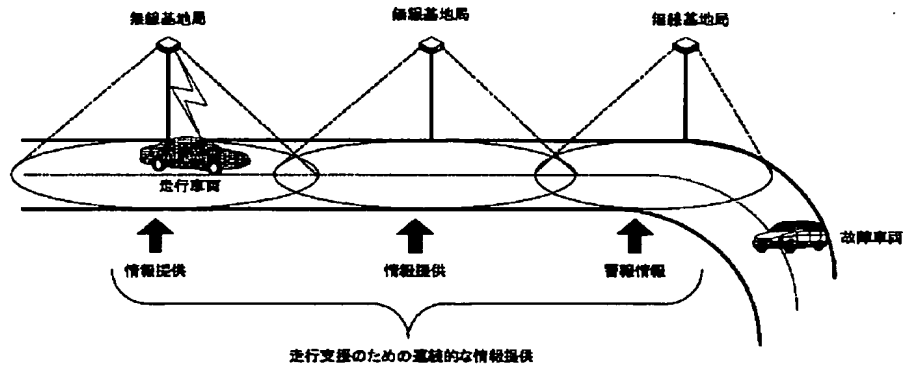 無線基地局
無線基地局
無線基地局
走行車両
故障車両
情報提供
情報提供
警報情報
走行支援のための連続的な情報提供